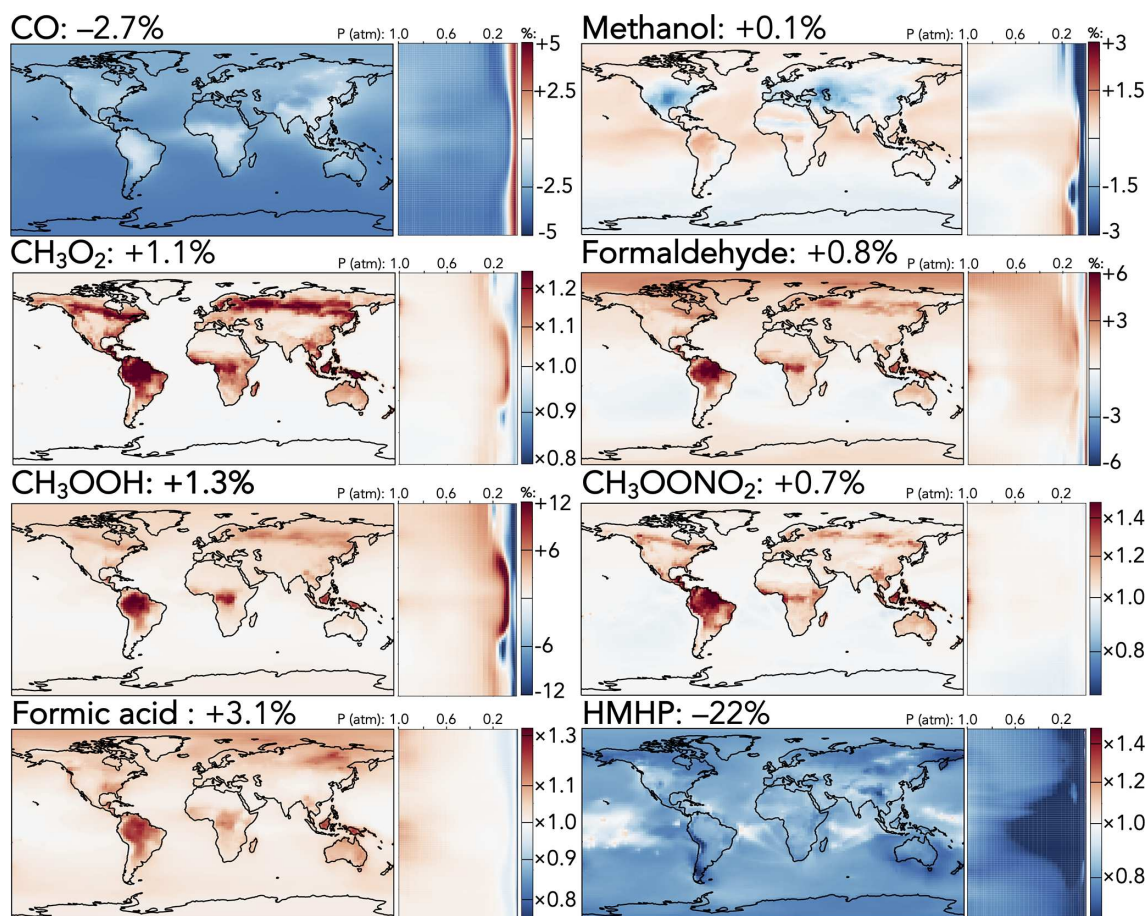 CO: –2.7%
P (atm): 1.0 0.6 0.2 %:
+5
+2.5
-2.5
-5
Methanol: +0.1%
P (atm): 1.0 0.6 0.2 %:
+3
+1.5
-1.5
-3
CH₃O₂: +1.1%
P (atm): 1.0 0.6 0.2
×1.2
×1.1
×1.0
×0.9
×0.8
Formaldehyde: +0.8%
P (atm): 1.0 0.6 0.2 %:
+6
+3
-3
-6
CH₃OOH: +1.3%
P (atm): 1.0 0.6 0.2 %:
+12
+6
-6
-12
CH₃OONO₂: +0.7%
P (atm): 1.0 0.6 0.2
×1.4
×1.2
×1.0
×0.8
Formic acid : +3.1%
P (atm): 1.0 0.6 0.2
×1.3
×1.1
×1.0
×0.9
×0.8
HMHP: –22%
P (atm): 1.0 0.6 0.2
×1.4
×1.2
×1.0
×0.8